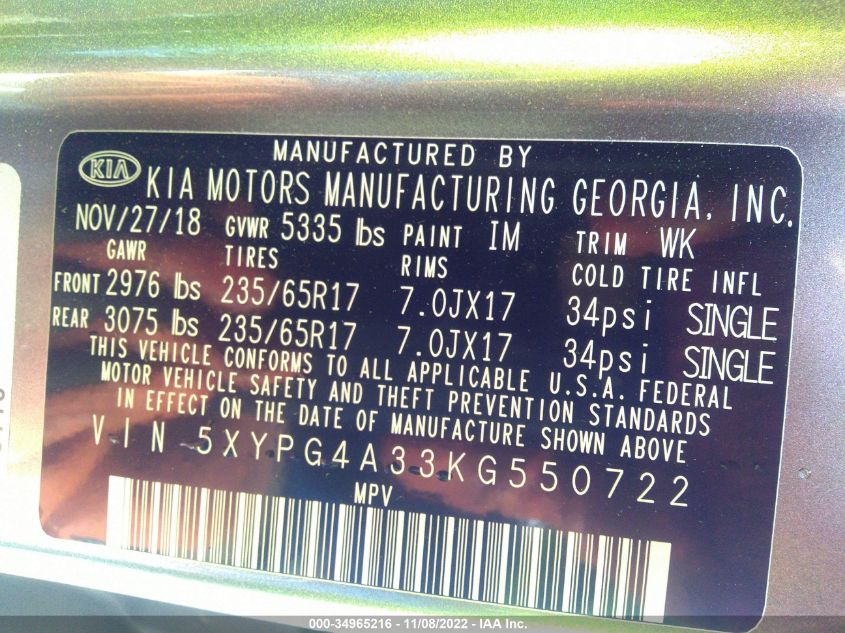 MANUFACTURED BY
KIA KIA MOTORS MANUFACTURING GEORGIA, INC.
NOV/27/18 GVWR 5335 lbs PAINT IM TRIM WK
GAWR TIRES RIMS COLD TIRE INFL
FRONT 2976 lbs 235/65R17 7.0JX17 34psi SINGLE
REAR 3075 lbs 235/65R17 7.0JX17 34psi SINGLE
THIS VEHICLE CONFORMS TO ALL APPLICABLE U.S.A. FEDERAL
MOTOR VEHICLE SAFETY AND THEFT PREVENTION STANDARDS
IN EFFECT ON THE DATE OF MANUFACTURE SHOWN ABOVE
VIN 5XYPG4A33KG550722
MPV
000-34965216 - 11/08/2022 - IAA Inc.